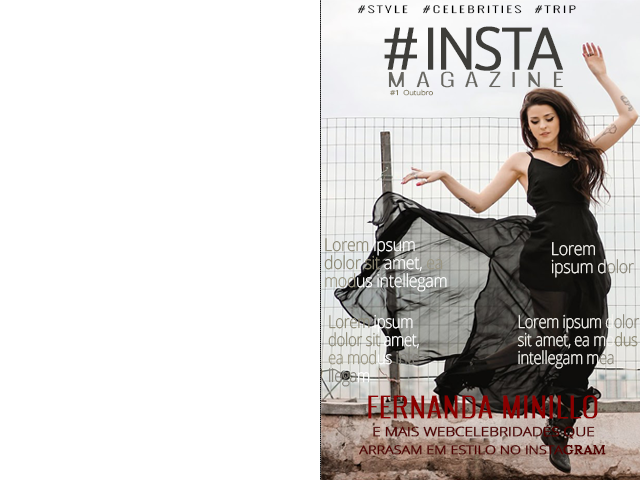 #STYLE #CELEBRITIES #TRIP
#INSTA
MAGAZINE
#1 Outubro
Lorem ipsum
dolor sit amet, ea
modus intellegam
Lorem
ipsum dolor
Lorem ipsum
dolor sit amet,
ea modus
llegam
Lorem ipsum dolor
sit amet, ea modus
intellegam mea
FERNANDA MINILLO
E MAIS WEBCELEBRIDADES QUE
ARRASAM EM ESTILO NO INSTAGRAM